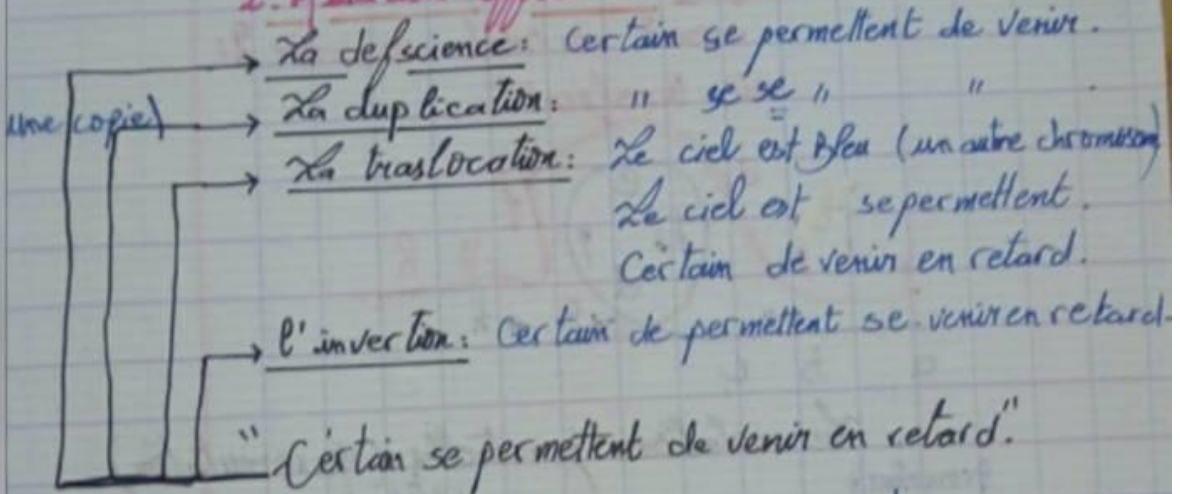 La defscience: Certain se permettent de venir.
une copie) La duplication: " se se " " .
La traslocation: Le ciel est Bleu (un autre chromosom)
Le ciel est se permettent.
Certain de venir en retard.
l'invertion: Certain de permettent se venir en retard.
"Certain se permettent de venir en retard."